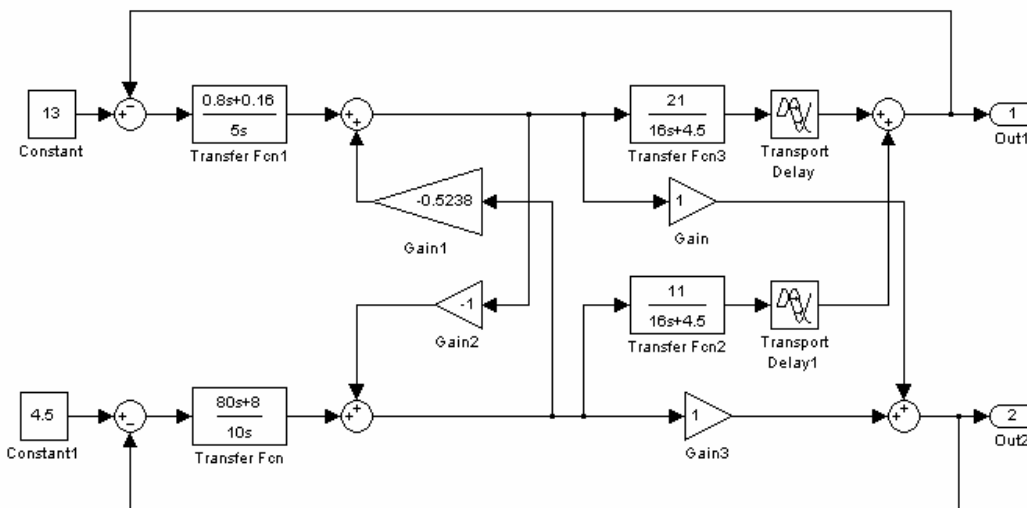 13
Constant
+
−
0.8s+0.16
5s
Transfer Fcn1
+
+
21
16s+4.5
Transfer Fcn3
Transport
Delay
+
+
1
Out1
-0.5238
Gain1
1
Gain
-1
Gain2
11
16s+4.5
Transfer Fcn2
Transport
Delay1
4.5
Constant1
+
−
80s+8
10s
Transfer Fcn
+
+
1
Gain3
+
+
2
Out2